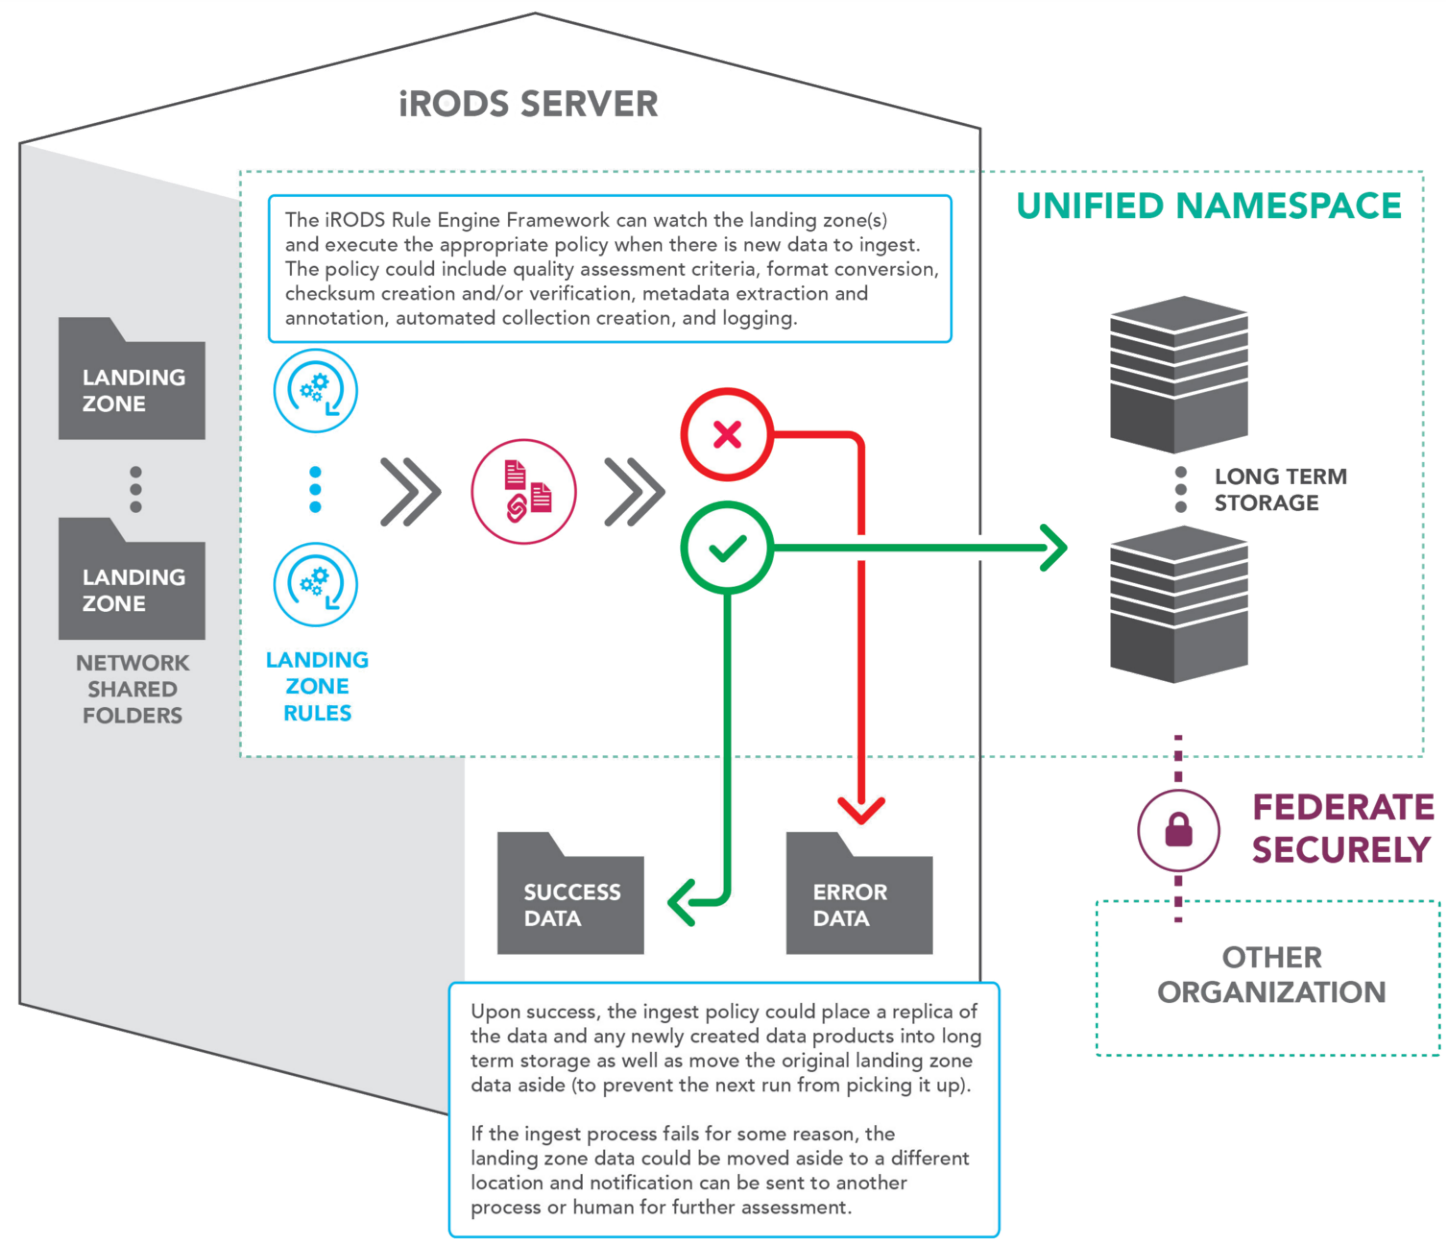 iRODS SERVER
UNIFIED NAMESPACE
The iRODS Rule Engine Framework can watch the landing zone(s)
and execute the appropriate policy when there is new data to ingest.
The policy could include quality assessment criteria, format conversion,
checksum creation and/or verification, metadata extraction and
annotation, automated collection creation, and logging.
LANDING
ZONE
LANDING
ZONE
NETWORK
SHARED
FOLDERS
LANDING
ZONE
RULES
LONG TERM
STORAGE
FEDERATE
SECURELY
SUCCESS
DATA
ERROR
DATA
OTHER
ORGANIZATION
Upon success, the ingest policy could place a replica of
the data and any newly created data products into long
term storage as well as move the original landing zone
data aside (to prevent the next run from picking it up).
If the ingest process fails for some reason, the
landing zone data could be moved aside to a different
location and notification can be sent to another
process or human for further assessment.